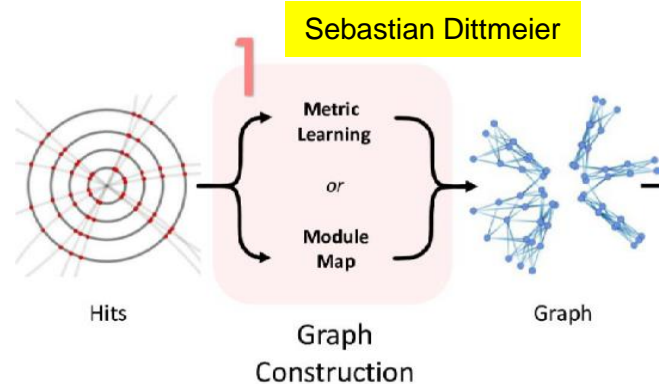 Sebastian Dittmeier
1
Metric
Learning
or
Module
Map
Hits
Graph
Graph
Construction